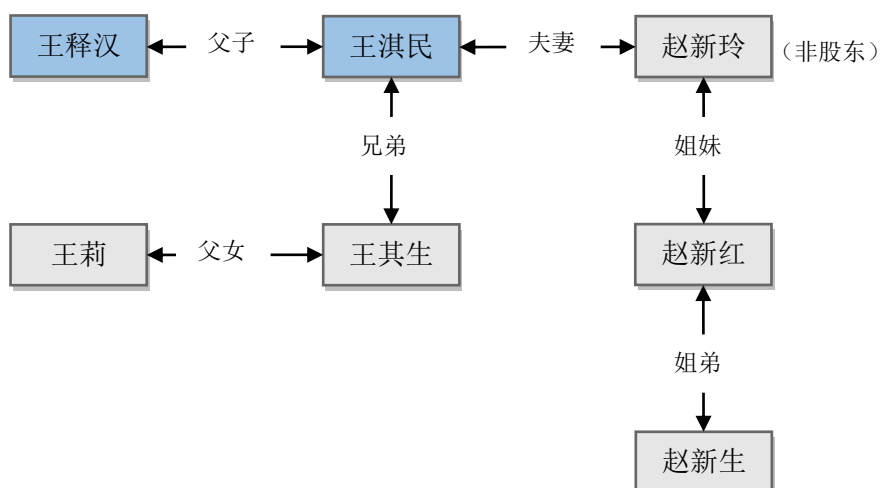 王释汉 父子 王淇民 夫妻 赵新玲 （非股东）
兄弟 姐妹
王莉 父女 王其生 赵新红
姐弟
赵新生